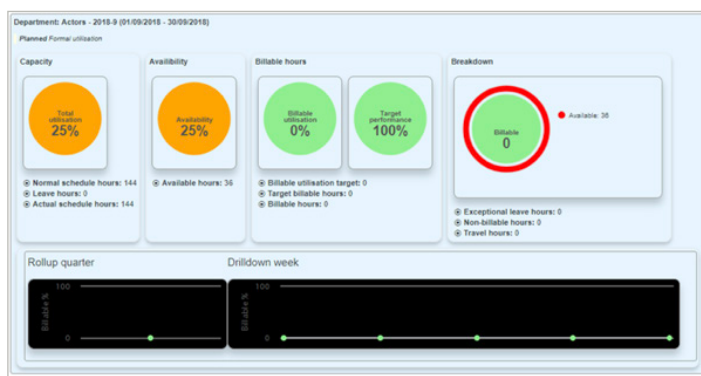 Department: Actors - 2018-9 (01/09/2018 - 30/09/2018)
Planned Formal utilisation
Capacity
Total
utilisation
25%
Normal schedule hours: 144
Leave hours: 0
Actual schedule hours: 144
Availibility
Availability
25%
Available hours: 36
Billable hours
Billable
utilisation
0%
Target
performance
100%
Billable utilisation target: 0
Target billable hours: 0
Billable hours: 0
Breakdown
Billable
0
Available: 36
Exceptional leave hours: 0
Non-billable hours: 0
Travel hours: 0
Rollup quarter
Billable %
100
0
Drilldown week
Billable %
100
0